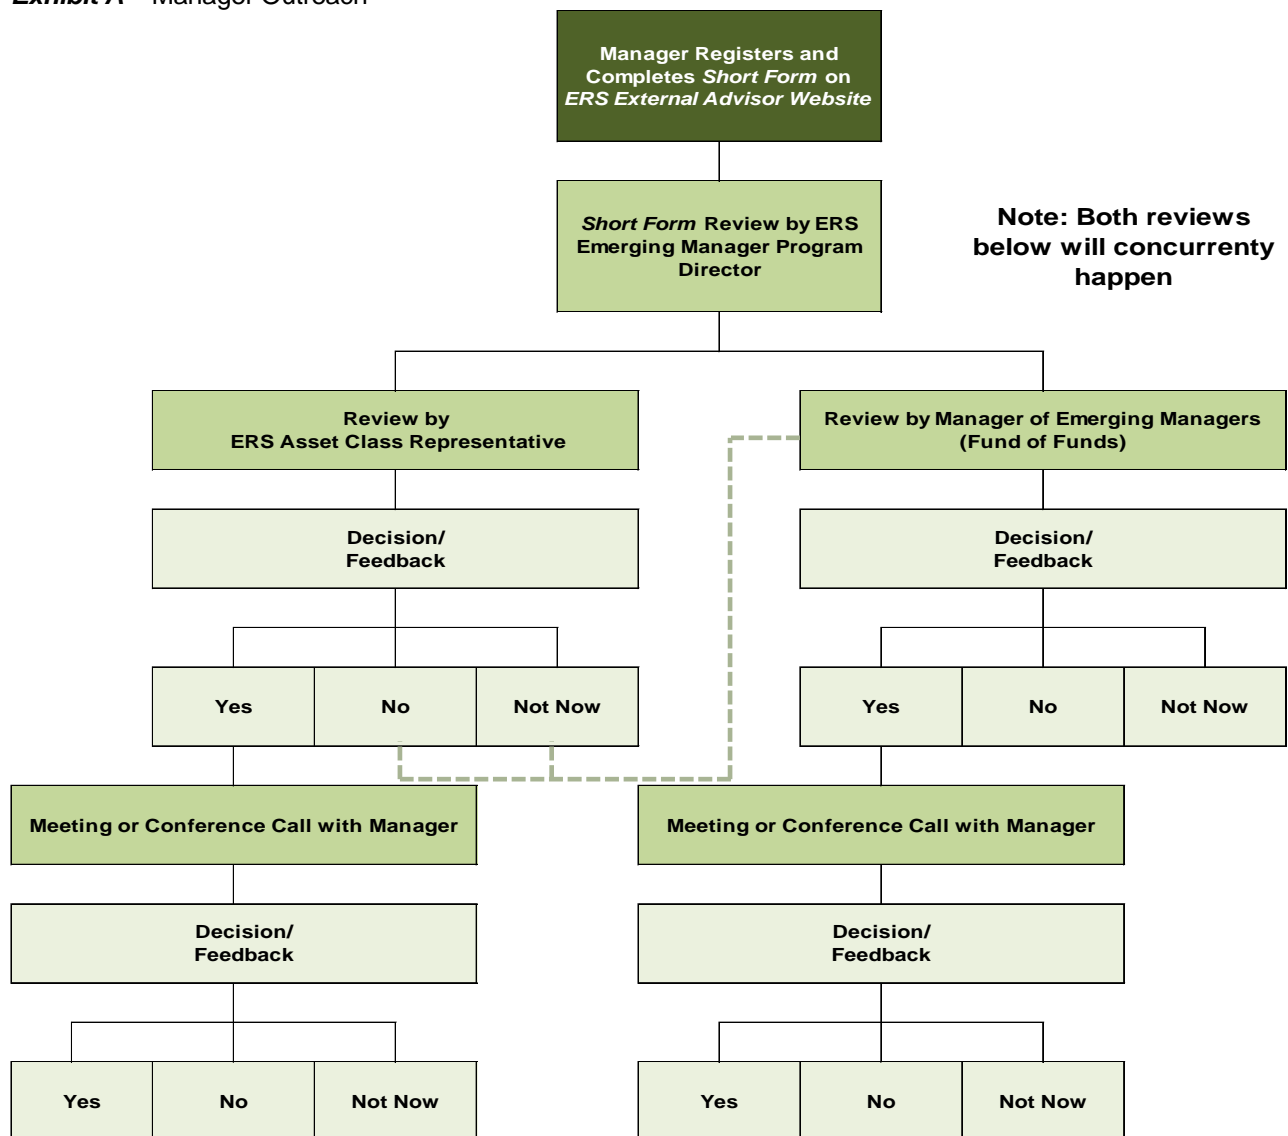 Exhibit A – Manager Outreach
Manager Registers and
Completes Short Form on
ERS External Advisor Website
Short Form Review by ERS
Emerging Manager Program
Director
Note: Both reviews
below will concurrenty
happen
Review by
ERS Asset Class Representative
Review by Manager of Emerging Managers
(Fund of Funds)
Decision/
Feedback
Decision/
Feedback
Yes
No
Not Now
Yes
No
Not Now
Meeting or Conference Call with Manager
Meeting or Conference Call with Manager
Decision/
Feedback
Decision/
Feedback
Yes
No
Not Now
Yes
No
Not Now